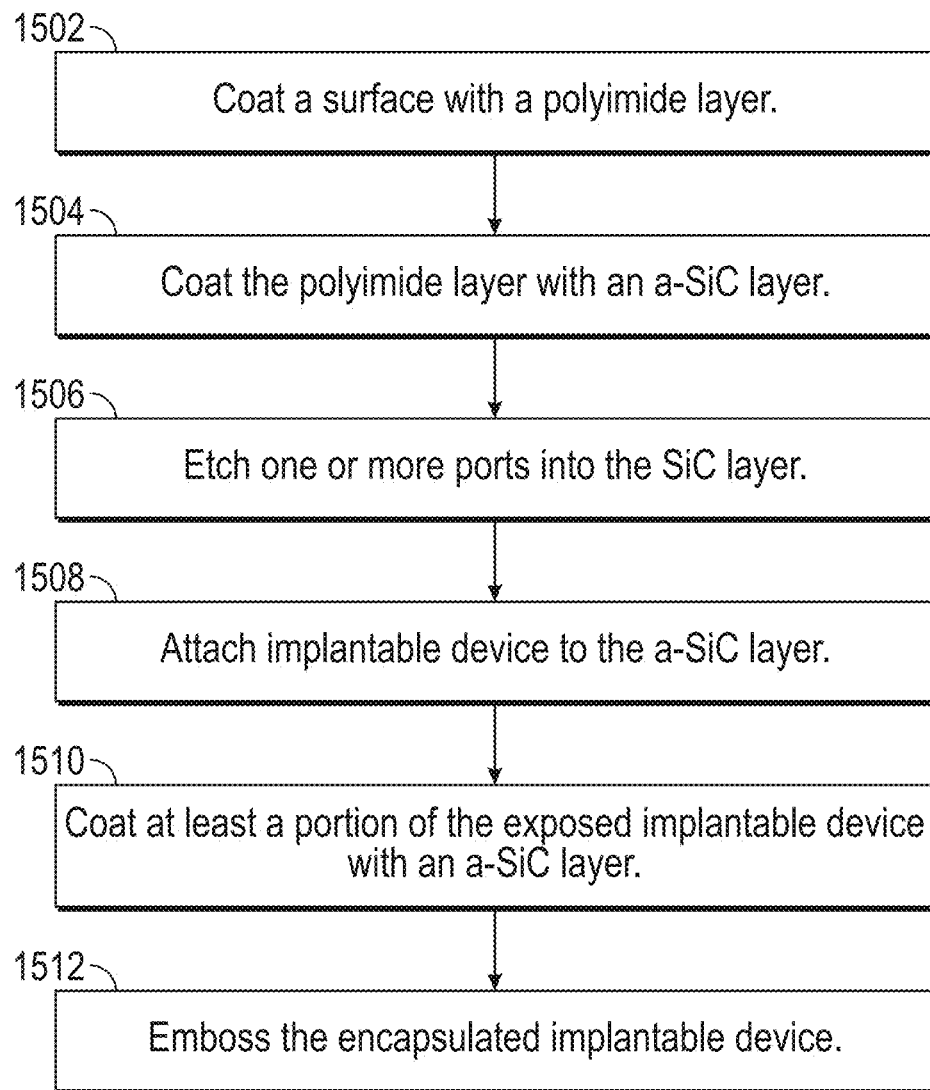 1502
Coat a surface with a polyimide layer.
1504
Coat the polyimide layer with an a-SiC layer.
1506
Etch one or more ports into the SiC layer.
1508
Attach implantable device to the a-SiC layer.
1510
Coat at least a portion of the exposed implantable device
with an a-SiC layer.
1512
Emboss the encapsulated implantable device.